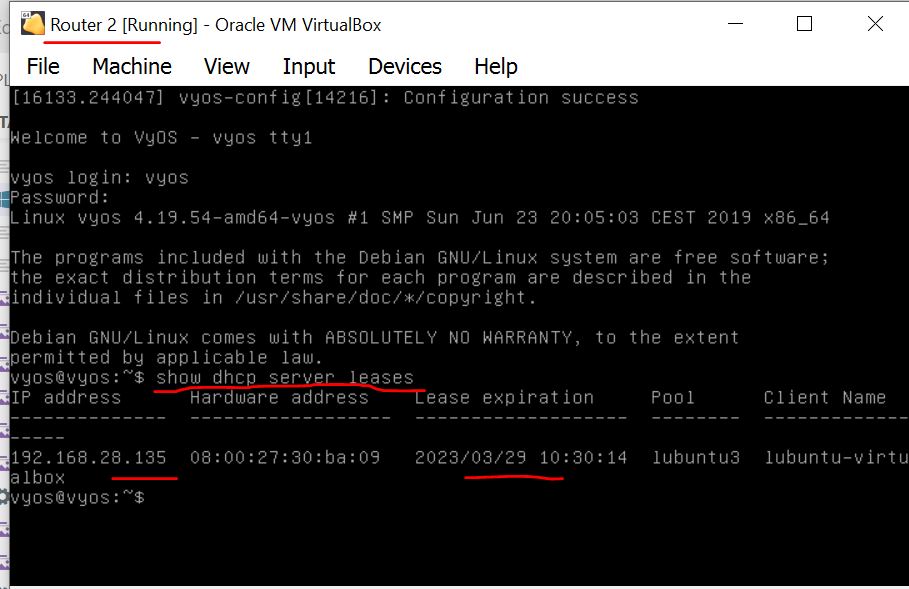 Router 2 [Running] - Oracle VM VirtualBox
File Machine View Input Devices Help
[16133.244047] vyos-config[14216]: Configuration success
Welcome to VyOS - vyos tty1
vyos login: vyos
Password:
Linux vyos 4.19.54-amd64-vyos #1 SMP Sun Jun 23 20:05:03 CEST 2019 x86_64
The programs included with the Debian GNU/Linux system are free software;
the exact distribution terms for each program are described in the
individual files in /usr/share/doc/*/copyright.
Debian GNU/Linux comes with ABSOLUTELY NO WARRANTY, to the extent
permitted by applicable law.
vyos@vyos:~$ show dhcp server leases
IP address Hardware address Lease expiration Pool Client Name
-------------- ------------------ ------------------- ------- -------------
-----
192.168.28.135 08:00:27:30:ba:09 2023/03/29 10:30:14 lubuntu3 lubuntu-virtu
albox
vyos@vyos:~$